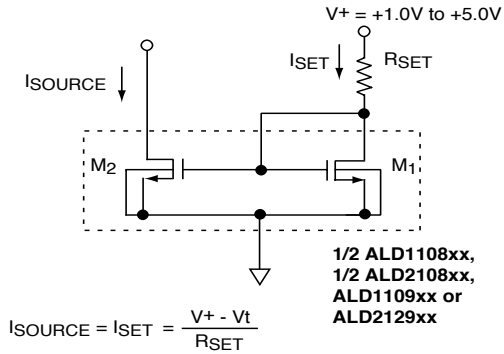 V+ = +1.0V to +5.0V
ISET
RSET
ISOURCE
M2
M1
1/2 ALD1108xx,
1/2 ALD2108xx,
ALD1109xx or
ALD2129xx
ISOURCE = ISET = V+ - Vt
RSET